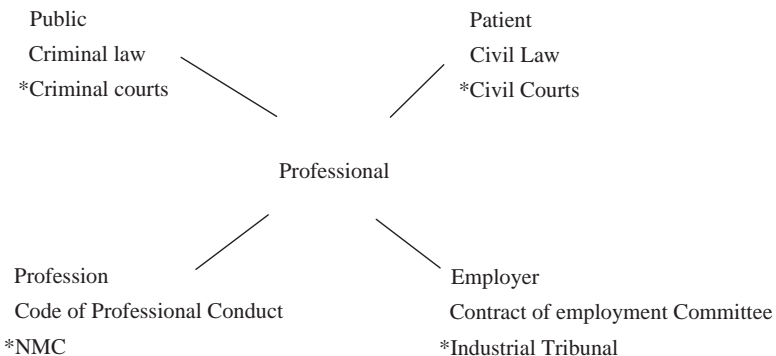 Public
Criminal law
*Criminal courts
Patient
Civil Law
*Civil Courts
Professional
Profession
Code of Professional Conduct
*NMC
Employer
Contract of employment Committee
*Industrial Tribunal